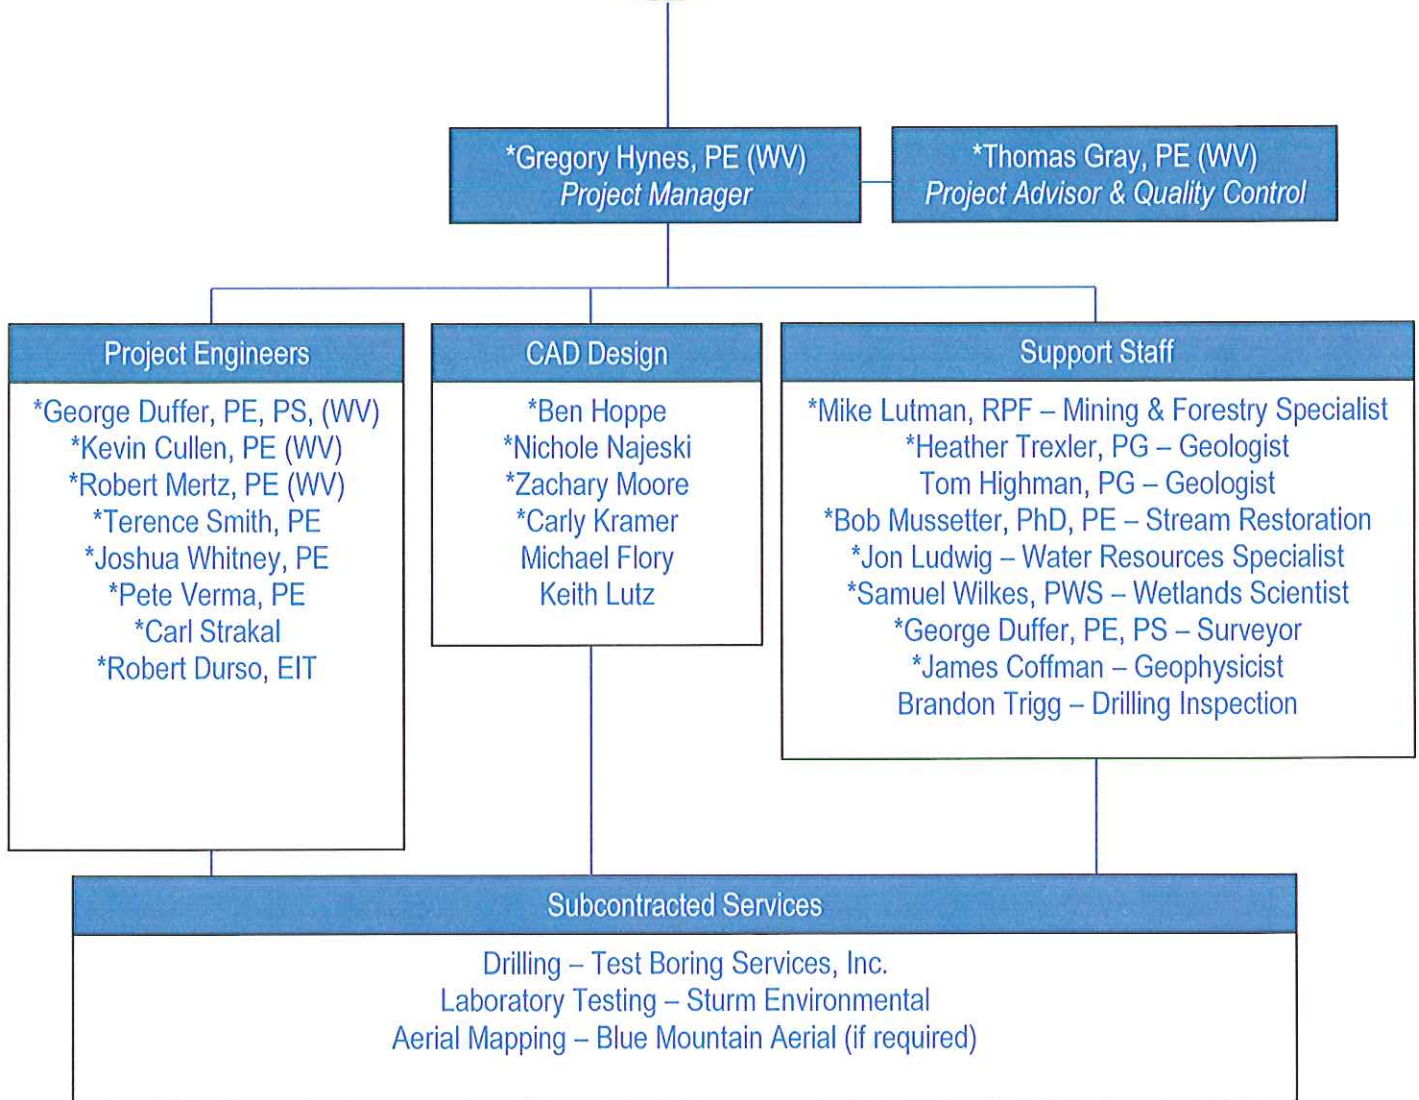 *Gregory Hynes, PE (WV)
Project Manager
*Thomas Gray, PE (WV)
Project Advisor & Quality Control
Project Engineers
*George Duffer, PE, PS, (WV)
*Kevin Cullen, PE (WV)
*Robert Mertz, PE (WV)
*Terence Smith, PE
*Joshua Whitney, PE
*Pete Verma, PE
*Carl Strakal
*Robert Durso, EIT
CAD Design
*Ben Hoppe
*Nichole Najeski
*Zachary Moore
*Carly Kramer
Michael Flory
Keith Lutz
Support Staff
*Mike Lutman, RPF – Mining & Forestry Specialist
*Heather Trexler, PG – Geologist
Tom Highman, PG – Geologist
*Bob Mussetter, PhD, PE – Stream Restoration
*Jon Ludwig – Water Resources Specialist
*Samuel Wilkes, PWS – Wetlands Scientist
*George Duffer, PE, PS – Surveyor
*James Coffman – Geophysicist
Brandon Trigg – Drilling Inspection
Subcontracted Services
Drilling – Test Boring Services, Inc.
Laboratory Testing – Sturm Environmental
Aerial Mapping – Blue Mountain Aerial (if required)